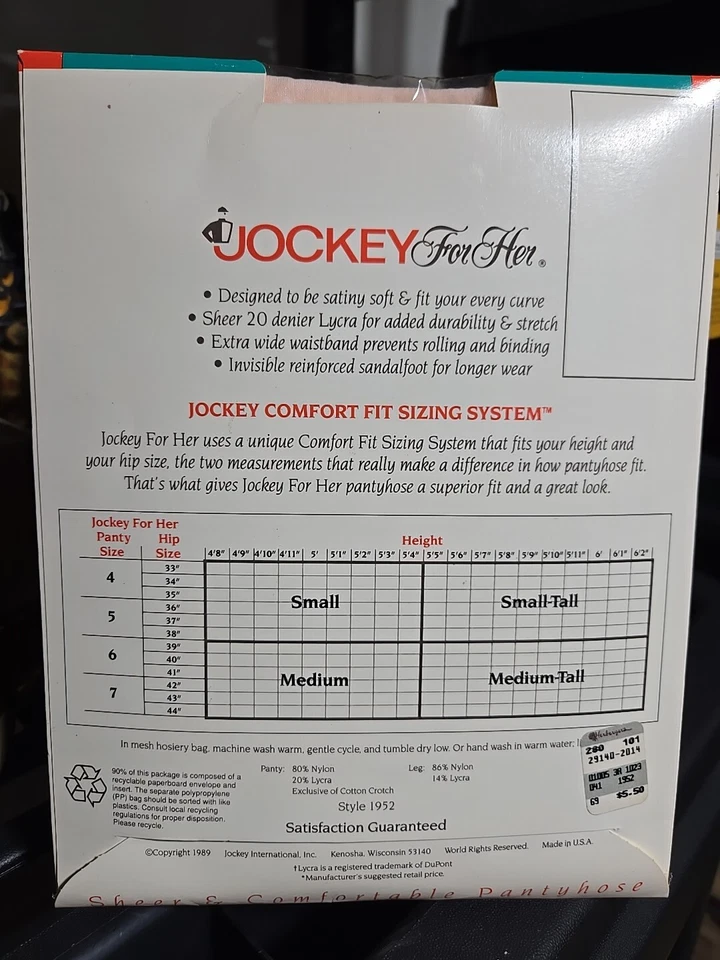 JOCKEY For Her®
• Designed to be satiny soft & fit your every curve
• Sheer 20 denier Lycra for added durability & stretch
• Extra wide waistband prevents rolling and binding
• Invisible reinforced sandalfoot for longer wear
JOCKEY COMFORT FIT SIZING SYSTEM™
Jockey For Her uses a unique Comfort Fit Sizing System that fits your height and
your hip size, the two measurements that really make a difference in how pantyhose fit.
That's what gives Jockey For Her pantyhose a superior fit and a great look.
Jockey For Her
Panty Size
Hip Size
Height
4'8" 4'9" 4'10" 4'11" 5' 5'1" 5'2" 5'3" 5'4" 5'5" 5'6" 5'7" 5'8" 5'9" 5'10" 5'11" 6' 6'1" 6'2"
4
33"
34"
35"
5
36"
37"
38"
Small
Small-Tall
6
39"
40"
41"
7
42"
43"
44"
Medium
Medium-Tall
In mesh hosiery bag, machine wash warm, gentle cycle, and tumble dry low. Or hand wash in warm water;
90% of this package is composed of a
recyclable paperboard envelope and
insert. The separate polypropylene
(PP) bag should be sorted with like
plastics. Consult local recycling
regulations for proper disposition.
Please recycle.
Panty: 80% Nylon
20% Lycra
Exclusive of Cotton Crotch
Leg: 86% Nylon
14% Lycra
Style 1952
Satisfaction Guaranteed
280 101
29140-2014
01005 3A 1023
041 1952
69 $5.50
©Copyright 1989 Jockey International, Inc. Kenosha, Wisconsin 53140 World Rights Reserved. Made in U.S.A.
†Lycra is a registered trademark of DuPont
*Manufacturer's suggested retail price.
Sheer & Comfortable Pantyhose